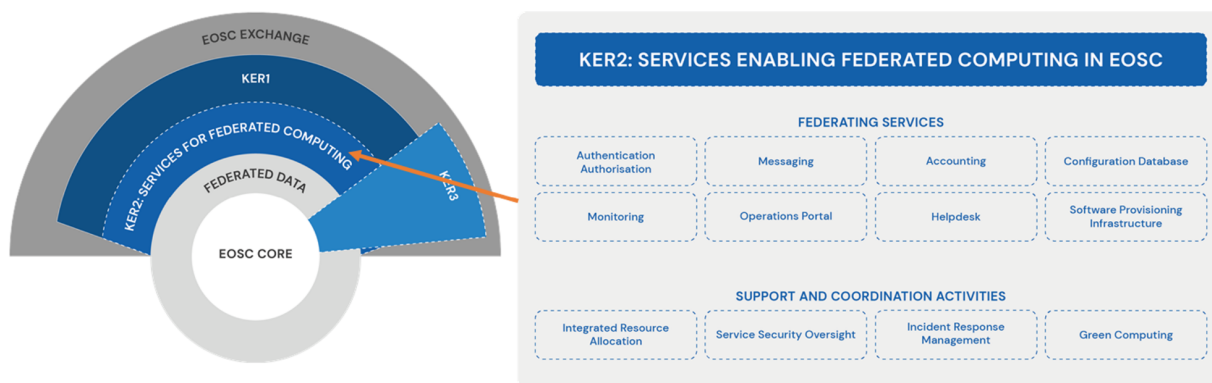 EOSC EXCHANGE
KER1
KER2: SERVICES FOR FEDERATED COMPUTING
FEDERATED DATA
KER3
EOSC CORE
KER2: SERVICES ENABLING FEDERATED COMPUTING IN EOSC
FEDERATING SERVICES
Authentication
Authorisation
Messaging
Accounting
Configuration Database
Monitoring
Operations Portal
Helpdesk
Software Provisioning
Infrastructure
SUPPORT AND COORDINATION ACTIVITIES
Integrated Resource
Allocation
Service Security Oversight
Incident Response
Management
Green Computing